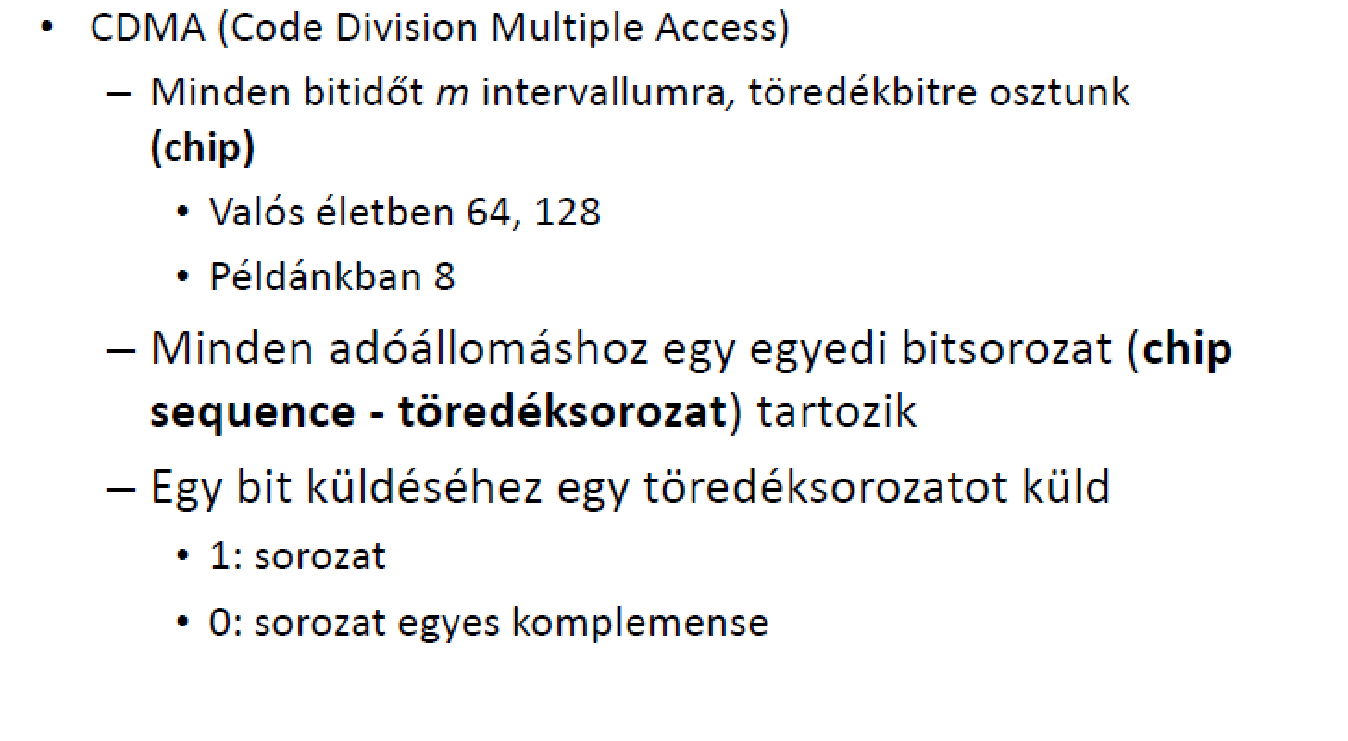 • CDMA (Code Division Multiple Access)
– Minden bitidőt m intervallumra, töredékbitre osztunk
(chip)
• Valós életben 64, 128
• Példánkban 8
– Minden adóállomáshoz egy egyedi bitsorozat (chip
sequence - töredéksorozat) tartozik
– Egy bit küldéséhez egy töredéksorozatot küld
• 1: sorozat
• 0: sorozat egyes komplemense